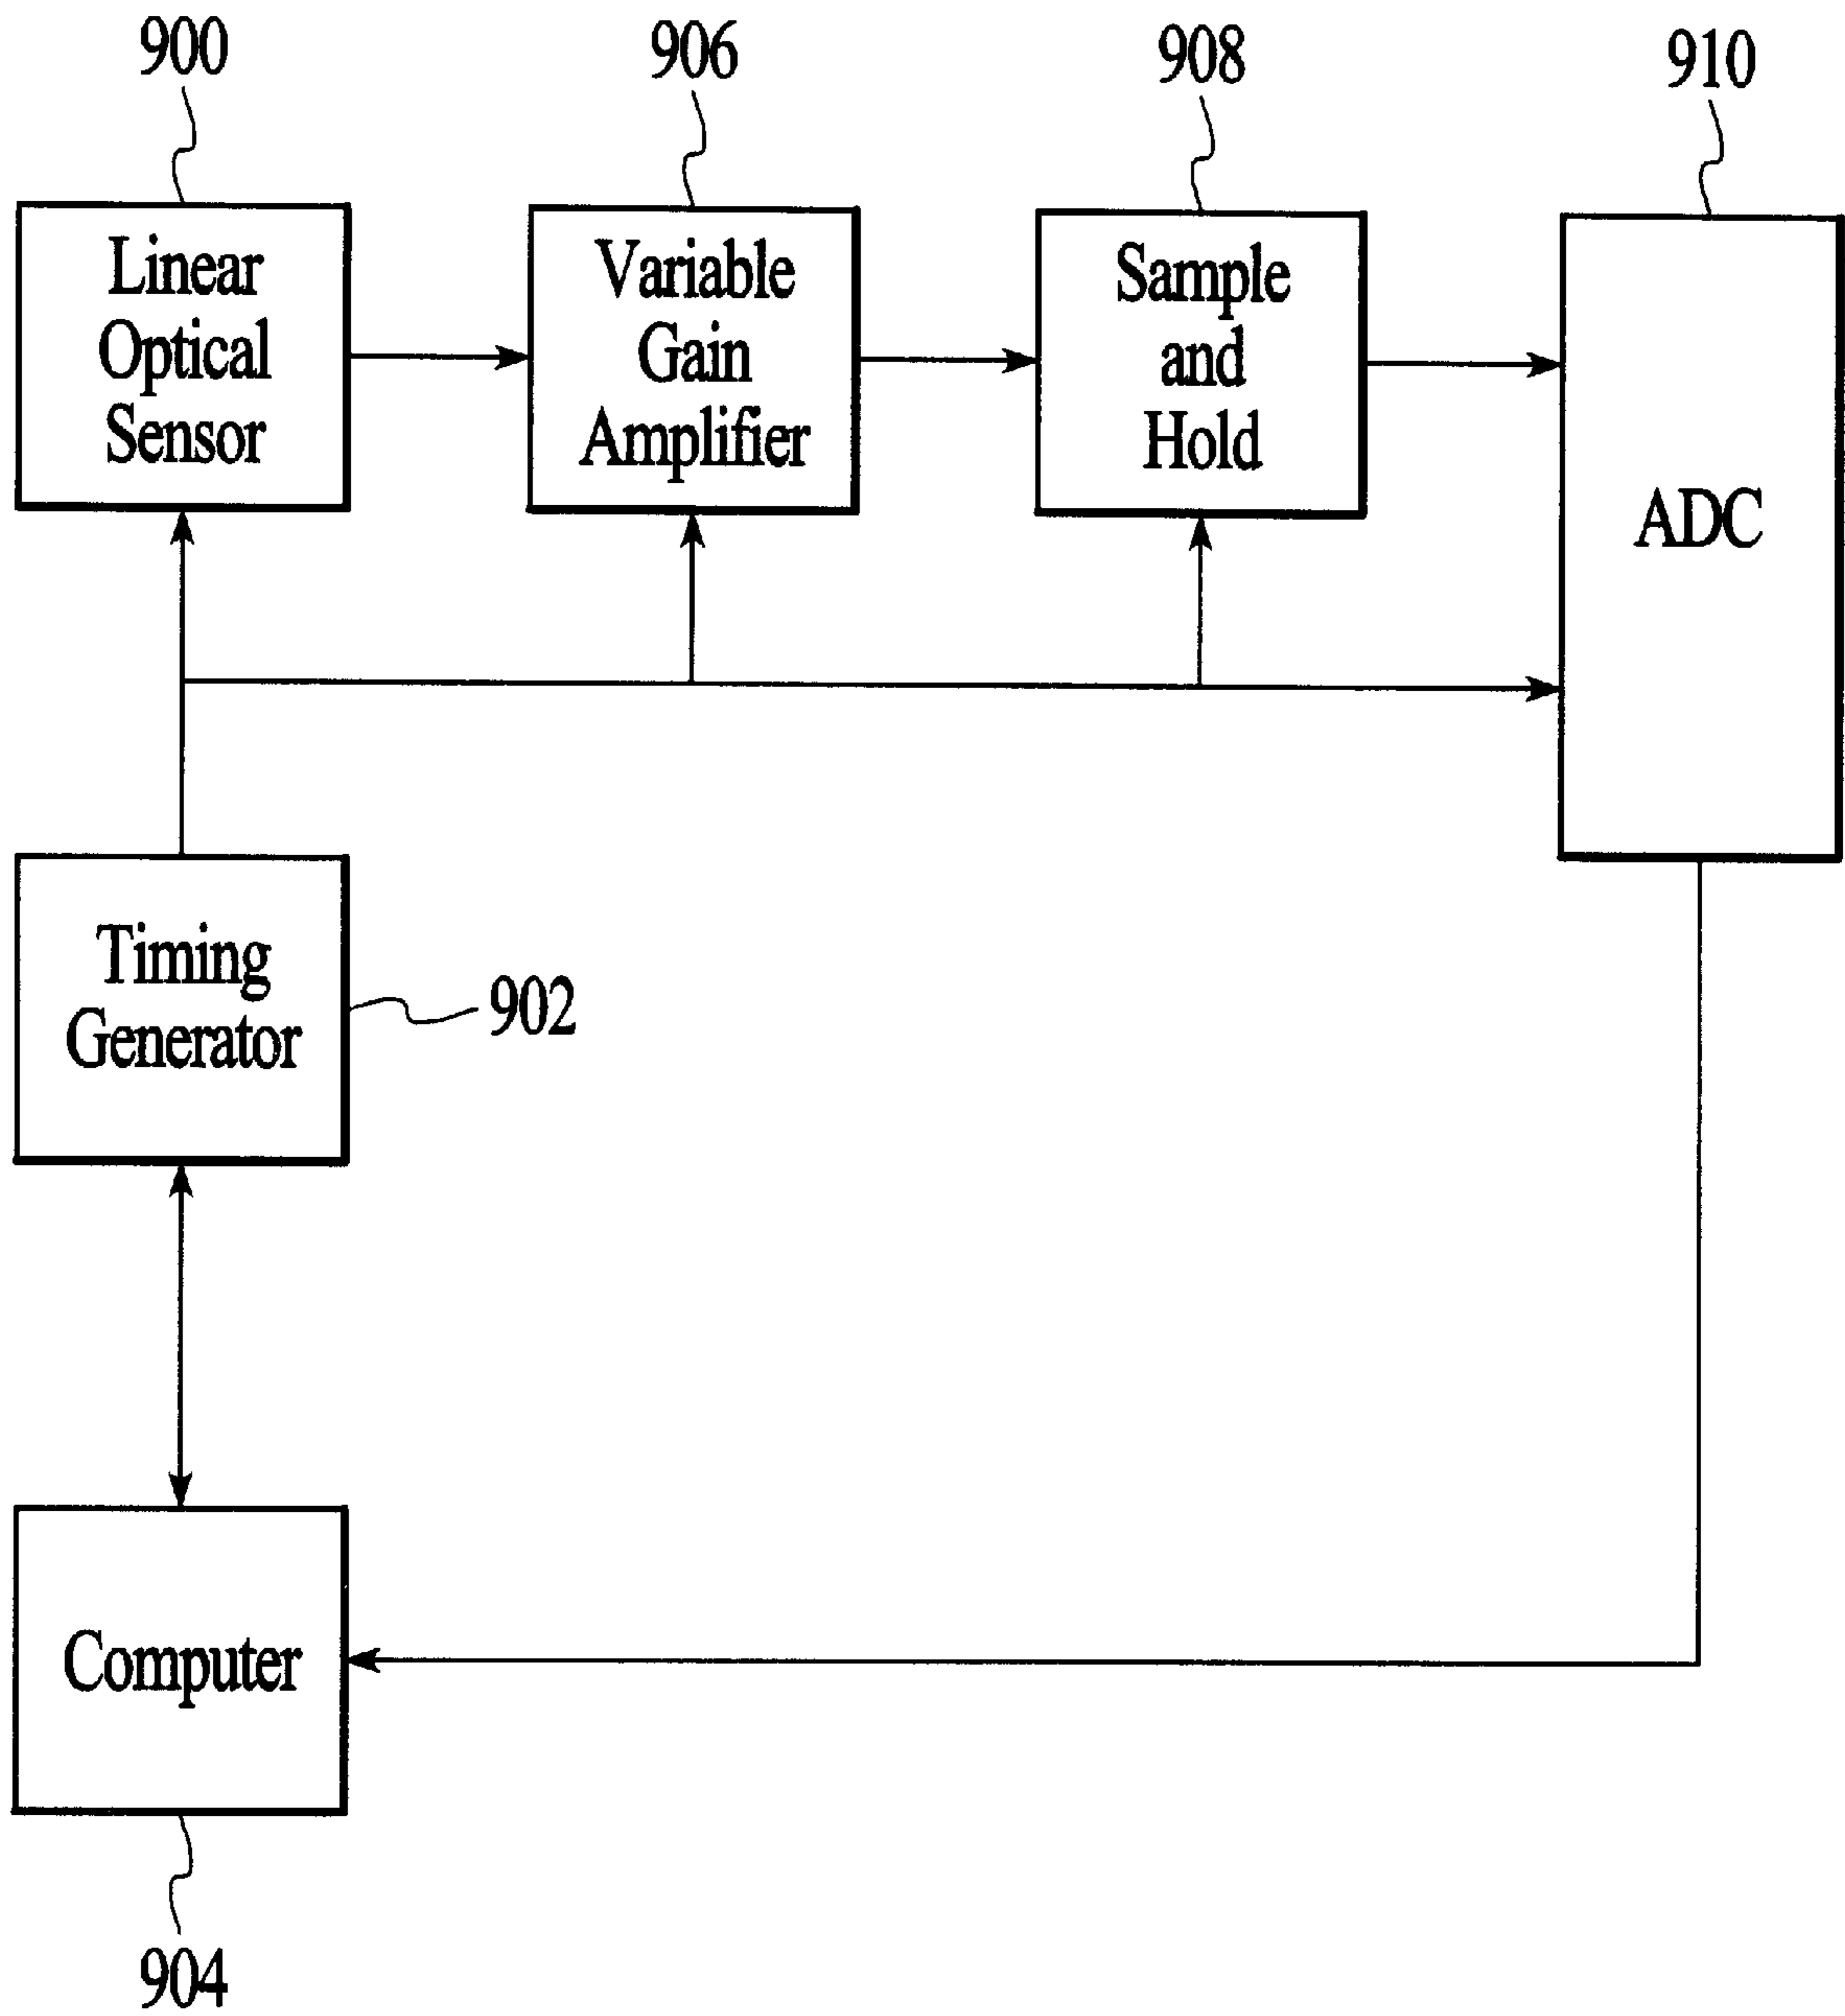 900
906
908
910
Linear
Optical
Sensor
Variable
Gain
Amplifier
Sample
and
Hold
ADC
Timing
Generator
902
Computer
904